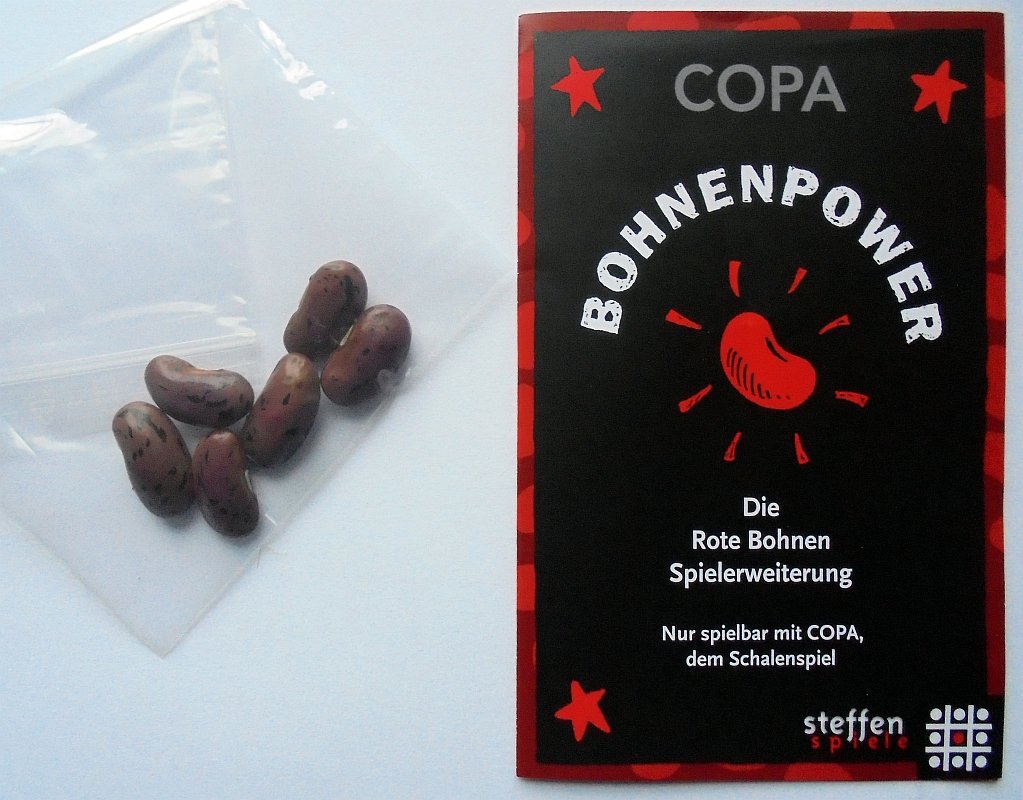 COPA
BOHNENPOWER
Die
Rote Bohnen
Spielerweiterung
Nur spielbar mit COPA,
dem Schalenspiel
steffen
spiele